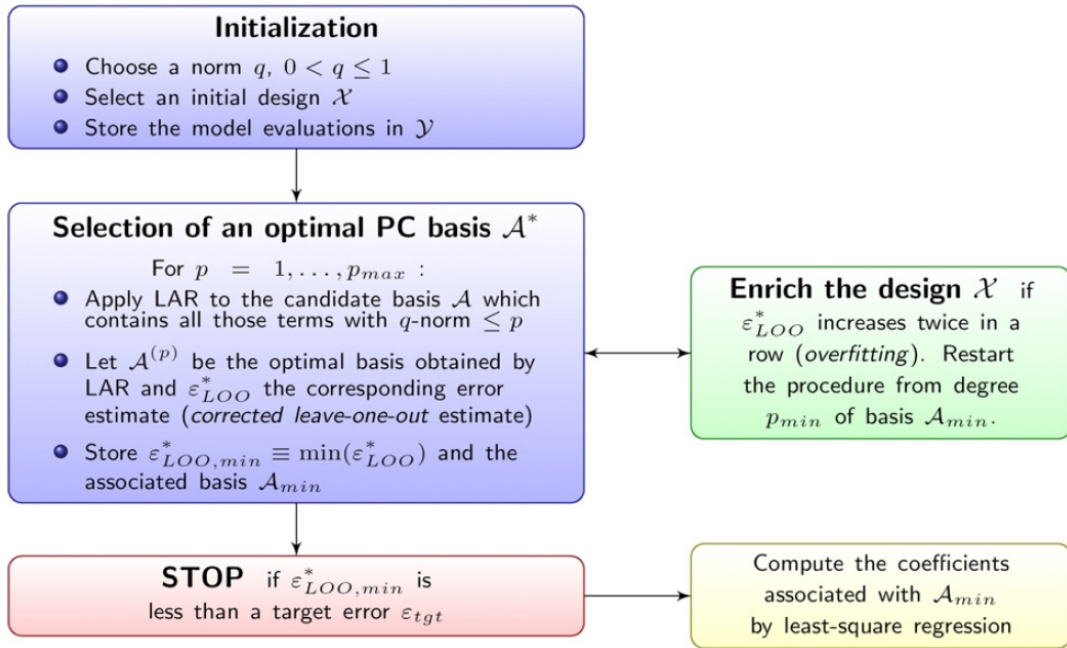 Initialization
Choose a norm q, 0 < q ≤ 1
Select an initial design 𝒳
Store the model evaluations in 𝒴
Selection of an optimal PC basis 𝒜*
For p = 1, . . . , p_max :
Apply LAR to the candidate basis 𝒜 which
contains all those terms with q-norm ≤ p
Let 𝒜^(p) be the optimal basis obtained by
LAR and ε*_LOO the corresponding error
estimate (corrected leave-one-out estimate)
Store ε*_LOO,min ≡ min(ε*_LOO) and the
associated basis 𝒜_min
Enrich the design 𝒳 if
ε*_LOO increases twice in a
row (overfitting). Restart
the procedure from degree
p_min of basis 𝒜_min.
STOP if ε*_LOO,min is
less than a target error ε_tgt
Compute the coefficients
associated with 𝒜_min
by least-square regression